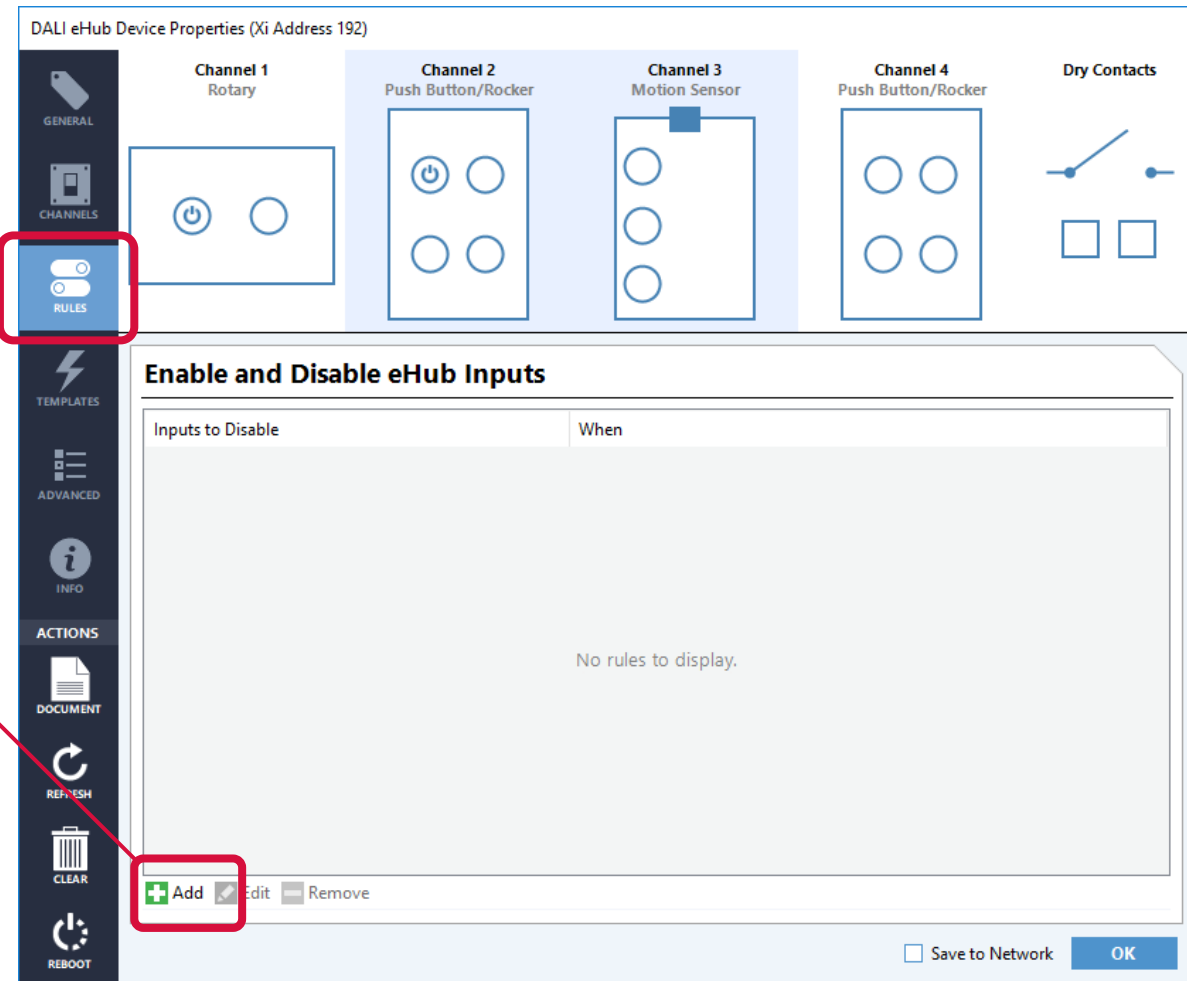 DALI eHub Device Properties (Xi Address 192)
Channel 1
Rotary
Channel 2
Push Button/Rocker
Channel 3
Motion Sensor
Channel 4
Push Button/Rocker
Dry Contacts
GENERAL
CHANNELS
RULES
TEMPLATES
ADVANCED
INFO
ACTIONS
DOCUMENT
REFRESH
CLEAR
REBOOT
Enable and Disable eHub Inputs
Inputs to Disable When
No rules to display.
Add Edit Remove
Save to Network OK